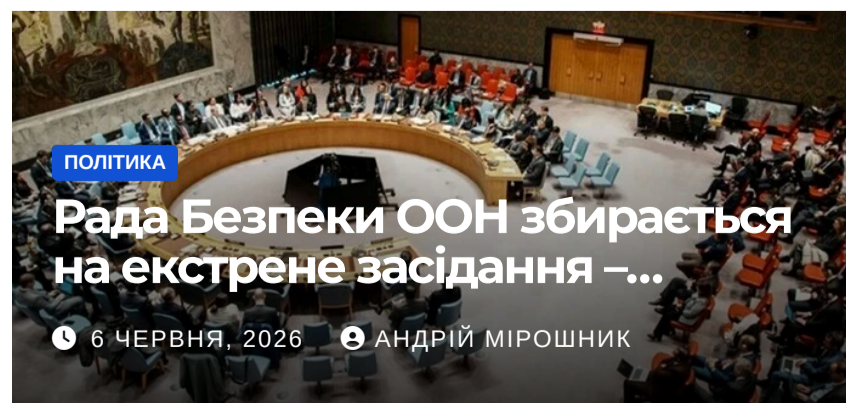 ПОЛІТИКА
Рада Безпеки ООН збирається
на екстрене засідання –...
6 ЧЕРВНЯ, 2026 АНДРІЙ МІРОШНИК